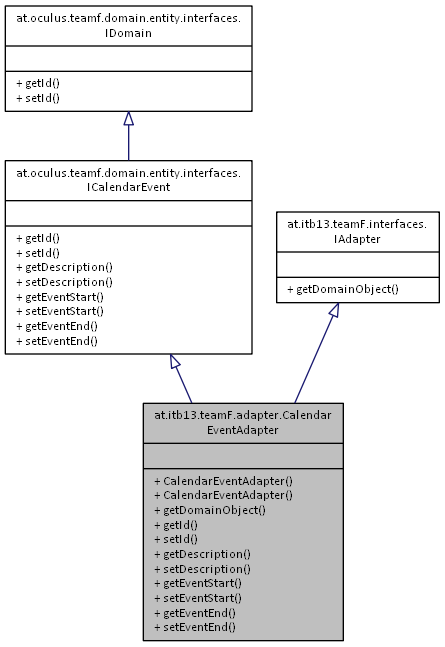 at.oculus.teamf.domain.entity.interfaces.
IDomain
+ getId()
+ setId()
at.oculus.teamf.domain.entity.interfaces.
ICalendarEvent
+ getId()
+ setId()
+ getDescription()
+ setDescription()
+ getEventStart()
+ setEventStart()
+ getEventEnd()
+ setEventEnd()
at.itb13.teamF.interfaces.
IAdapter
+ getDomainObject()
at.itb13.teamF.adapter.Calendar
EventAdapter
+ CalendarEventAdapter()
+ CalendarEventAdapter()
+ getDomainObject()
+ getId()
+ setId()
+ getDescription()
+ setDescription()
+ getEventStart()
+ setEventStart()
+ getEventEnd()
+ setEventEnd()